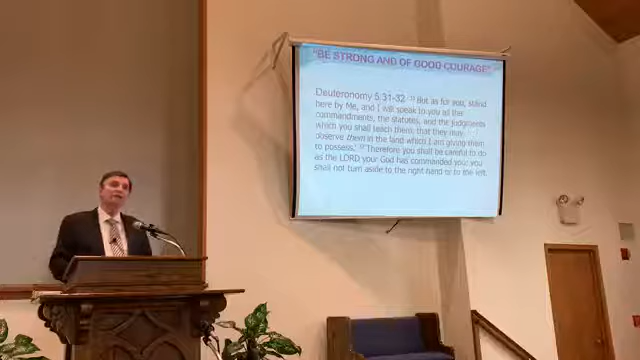 "BE STRONG AND OF GOOD COURAGE"
Deuteronomy 5:31-32 ³¹ But as for you, stand
here by Me, and I will speak to you all the
commandments, the statutes, and the judgments
which you shall teach them, that they may
observe them in the land which I am giving them
to possess.' ³² Therefore you shall be careful to do
as the LORD your God has commanded you; you
shall not turn aside to the right hand or to the left.